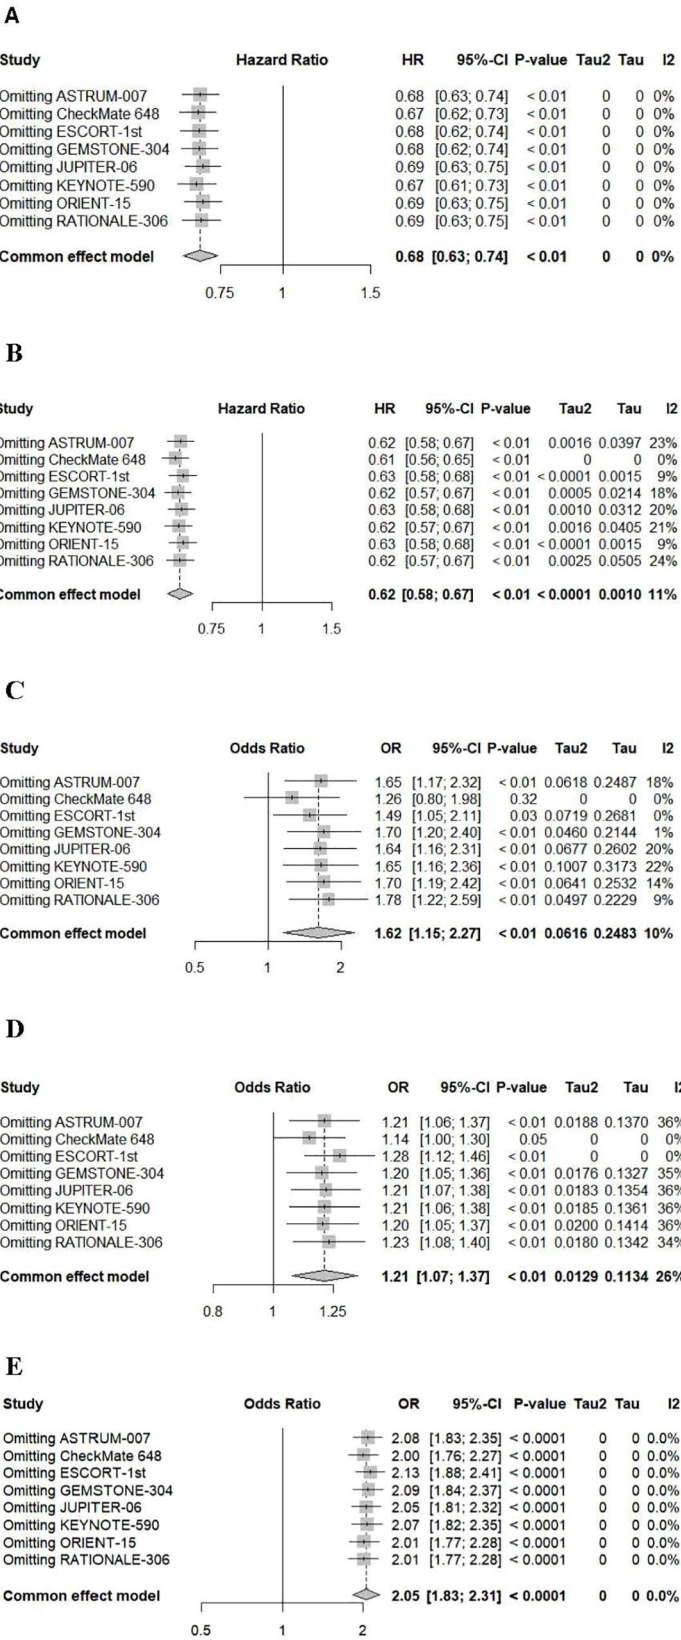 A
Study Hazard Ratio HR 95%-CI P-value Tau2 Tau I2
Omitting ASTRUM-007 0.68 [0.63; 0.74] < 0.01 0 0 0%
Omitting CheckMate 648 0.67 [0.62; 0.73] < 0.01 0 0 0%
Omitting ESCORT-1st 0.68 [0.62; 0.74] < 0.01 0 0 0%
Omitting GEMSTONE-304 0.68 [0.62; 0.74] < 0.01 0 0 0%
Omitting JUPITER-06 0.69 [0.63; 0.75] < 0.01 0 0 0%
Omitting KEYNOTE-590 0.67 [0.61; 0.73] < 0.01 0 0 0%
Omitting ORIENT-15 0.69 [0.63; 0.75] < 0.01 0 0 0%
Omitting RATIONALE-306 0.69 [0.63; 0.75] < 0.01 0 0 0%
Common effect model 0.68 [0.63; 0.74] < 0.01 0 0 0%
0.75 1 1.5
B
Study Hazard Ratio HR 95%-CI P-value Tau2 Tau I2
Omitting ASTRUM-007 0.62 [0.58; 0.67] < 0.01 0.0016 0.0397 23%
Omitting CheckMate 648 0.61 [0.56; 0.65] < 0.01 0 0 0%
Omitting ESCORT-1st 0.63 [0.58; 0.68] < 0.01 < 0.0001 0.0015 9%
Omitting GEMSTONE-304 0.62 [0.57; 0.67] < 0.01 0.0005 0.0214 18%
Omitting JUPITER-06 0.63 [0.58; 0.68] < 0.01 0.0010 0.0312 20%
Omitting KEYNOTE-590 0.62 [0.57; 0.67] < 0.01 0.0016 0.0405 21%
Omitting ORIENT-15 0.63 [0.58; 0.68] < 0.01 < 0.0001 0.0015 9%
Omitting RATIONALE-306 0.62 [0.57; 0.67] < 0.01 0.0025 0.0505 24%
Common effect model 0.62 [0.58; 0.67] < 0.01 < 0.0001 0.0010 11%
0.75 1 1.5
C
Study Odds Ratio OR 95%-CI P-value Tau2 Tau I2
Omitting ASTRUM-007 1.65 [1.17; 2.32] < 0.01 0.0618 0.2487 18%
Omitting CheckMate 648 1.26 [0.80; 1.98] 0.32 0 0 0%
Omitting ESCORT-1st 1.49 [1.05; 2.11] 0.03 0.0719 0.2681 0%
Omitting GEMSTONE-304 1.70 [1.20; 2.40] < 0.01 0.0460 0.2144 1%
Omitting JUPITER-06 1.64 [1.16; 2.31] < 0.01 0.0677 0.2602 20%
Omitting KEYNOTE-590 1.65 [1.16; 2.36] < 0.01 0.1007 0.3173 22%
Omitting ORIENT-15 1.70 [1.19; 2.42] < 0.01 0.0641 0.2532 14%
Omitting RATIONALE-306 1.78 [1.22; 2.59] < 0.01 0.0497 0.2229 9%
Common effect model 1.62 [1.15; 2.27] < 0.01 0.0616 0.2483 10%
0.5 1 2
D
Study Odds Ratio OR 95%-CI P-value Tau2 Tau I2
Omitting ASTRUM-007 1.21 [1.06; 1.37] < 0.01 0.0188 0.1370 36%
Omitting CheckMate 648 1.14 [1.00; 1.30] 0.05 0 0 0%
Omitting ESCORT-1st 1.28 [1.12; 1.46] < 0.01 0 0 0%
Omitting GEMSTONE-304 1.20 [1.05; 1.36] < 0.01 0.0176 0.1327 35%
Omitting JUPITER-06 1.21 [1.07; 1.38] < 0.01 0.0183 0.1354 36%
Omitting KEYNOTE-590 1.21 [1.06; 1.38] < 0.01 0.0185 0.1361 36%
Omitting ORIENT-15 1.20 [1.05; 1.37] < 0.01 0.0200 0.1414 36%
Omitting RATIONALE-306 1.23 [1.08; 1.40] < 0.01 0.0180 0.1342 34%
Common effect model 1.21 [1.07; 1.37] < 0.01 0.0129 0.1134 26%
0.8 1 1.25
E
Study Odds Ratio OR 95%-CI P-value Tau2 Tau I2
Omitting ASTRUM-007 2.08 [1.83; 2.35] < 0.0001 0 0 0.0%
Omitting CheckMate 648 2.00 [1.76; 2.27] < 0.0001 0 0 0.0%
Omitting ESCORT-1st 2.13 [1.88; 2.41] < 0.0001 0 0 0.0%
Omitting GEMSTONE-304 2.09 [1.84; 2.37] < 0.0001 0 0 0.0%
Omitting JUPITER-06 2.05 [1.81; 2.32] < 0.0001 0 0 0.0%
Omitting KEYNOTE-590 2.07 [1.82; 2.35] < 0.0001 0 0 0.0%
Omitting ORIENT-15 2.01 [1.77; 2.28] < 0.0001 0 0 0.0%
Omitting RATIONALE-306 2.01 [1.77; 2.28] < 0.0001 0 0 0.0%
Common effect model 2.05 [1.83; 2.31] < 0.0001 0 0 0.0%
0.5 1 2